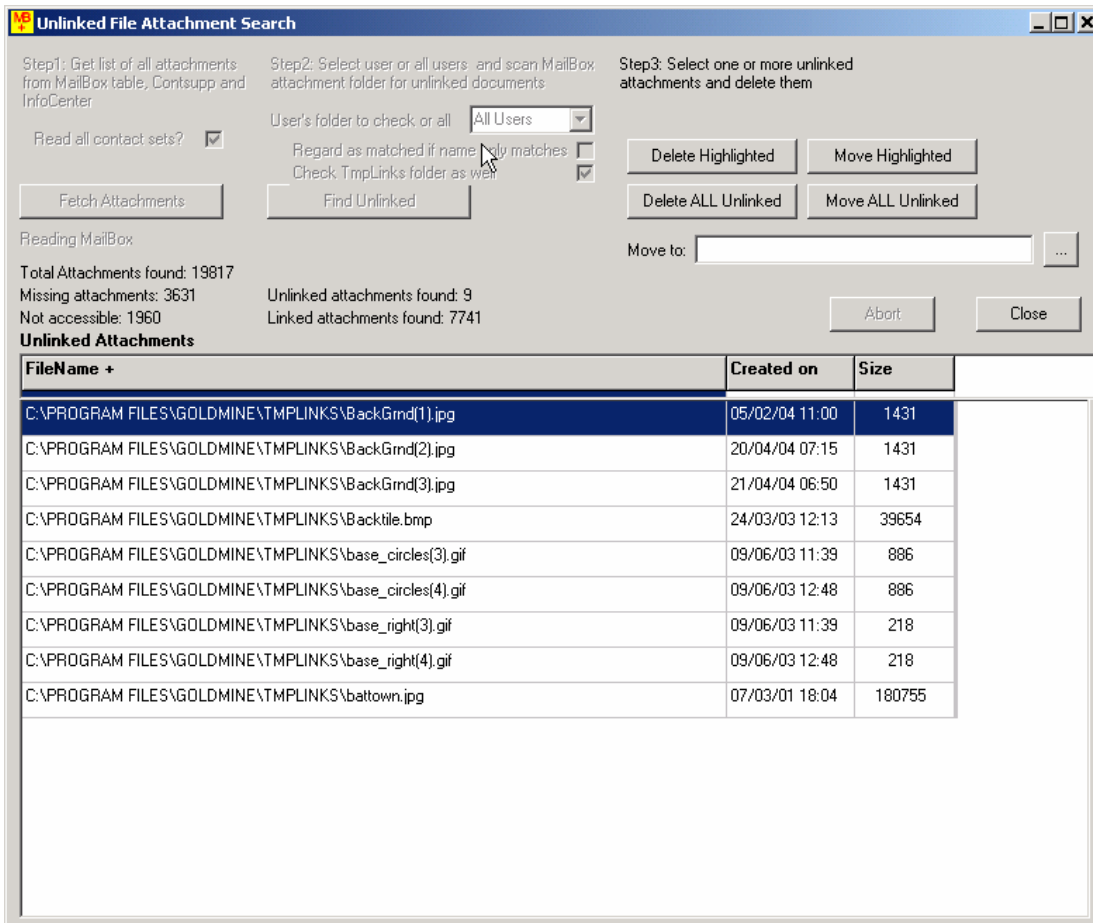 MB+ Unlinked File Attachment Search
Step1: Get list of all attachments
from MailBox table, Contsupp and
InfoCenter
Read all contact sets?
Fetch Attachments
Reading MailBox
Total Attachments found: 19817
Missing attachments: 3631
Not accessible: 1960
Step2: Select user or all users and scan MailBox
attachment folder for unlinked documents
User's folder to check or all All Users
Regard as matched if name only matches
Check TmpLinks folder as well
Find Unlinked
Unlinked attachments found: 9
Linked attachments found: 7741
Step3: Select one or more unlinked
attachments and delete them
Delete Highlighted Move Highlighted
Delete ALL Unlinked Move ALL Unlinked
Move to: ...
Abort Close
Unlinked Attachments
FileName + Created on Size
C:\PROGRAM FILES\GOLDMINE\TMPLINKS\BackGrnd(1).jpg 05/02/04 11:00 1431
C:\PROGRAM FILES\GOLDMINE\TMPLINKS\BackGrnd(2).jpg 20/04/04 07:15 1431
C:\PROGRAM FILES\GOLDMINE\TMPLINKS\BackGrnd(3).jpg 21/04/04 06:50 1431
C:\PROGRAM FILES\GOLDMINE\TMPLINKS\Backtile.bmp 24/03/03 12:13 39654
C:\PROGRAM FILES\GOLDMINE\TMPLINKS\base_circles(3).gif 09/06/03 11:39 886
C:\PROGRAM FILES\GOLDMINE\TMPLINKS\base_circles(4).gif 09/06/03 12:48 886
C:\PROGRAM FILES\GOLDMINE\TMPLINKS\base_right(3).gif 09/06/03 11:39 218
C:\PROGRAM FILES\GOLDMINE\TMPLINKS\base_right(4).gif 09/06/03 12:48 218
C:\PROGRAM FILES\GOLDMINE\TMPLINKS\battown.jpg 07/03/01 18:04 180755